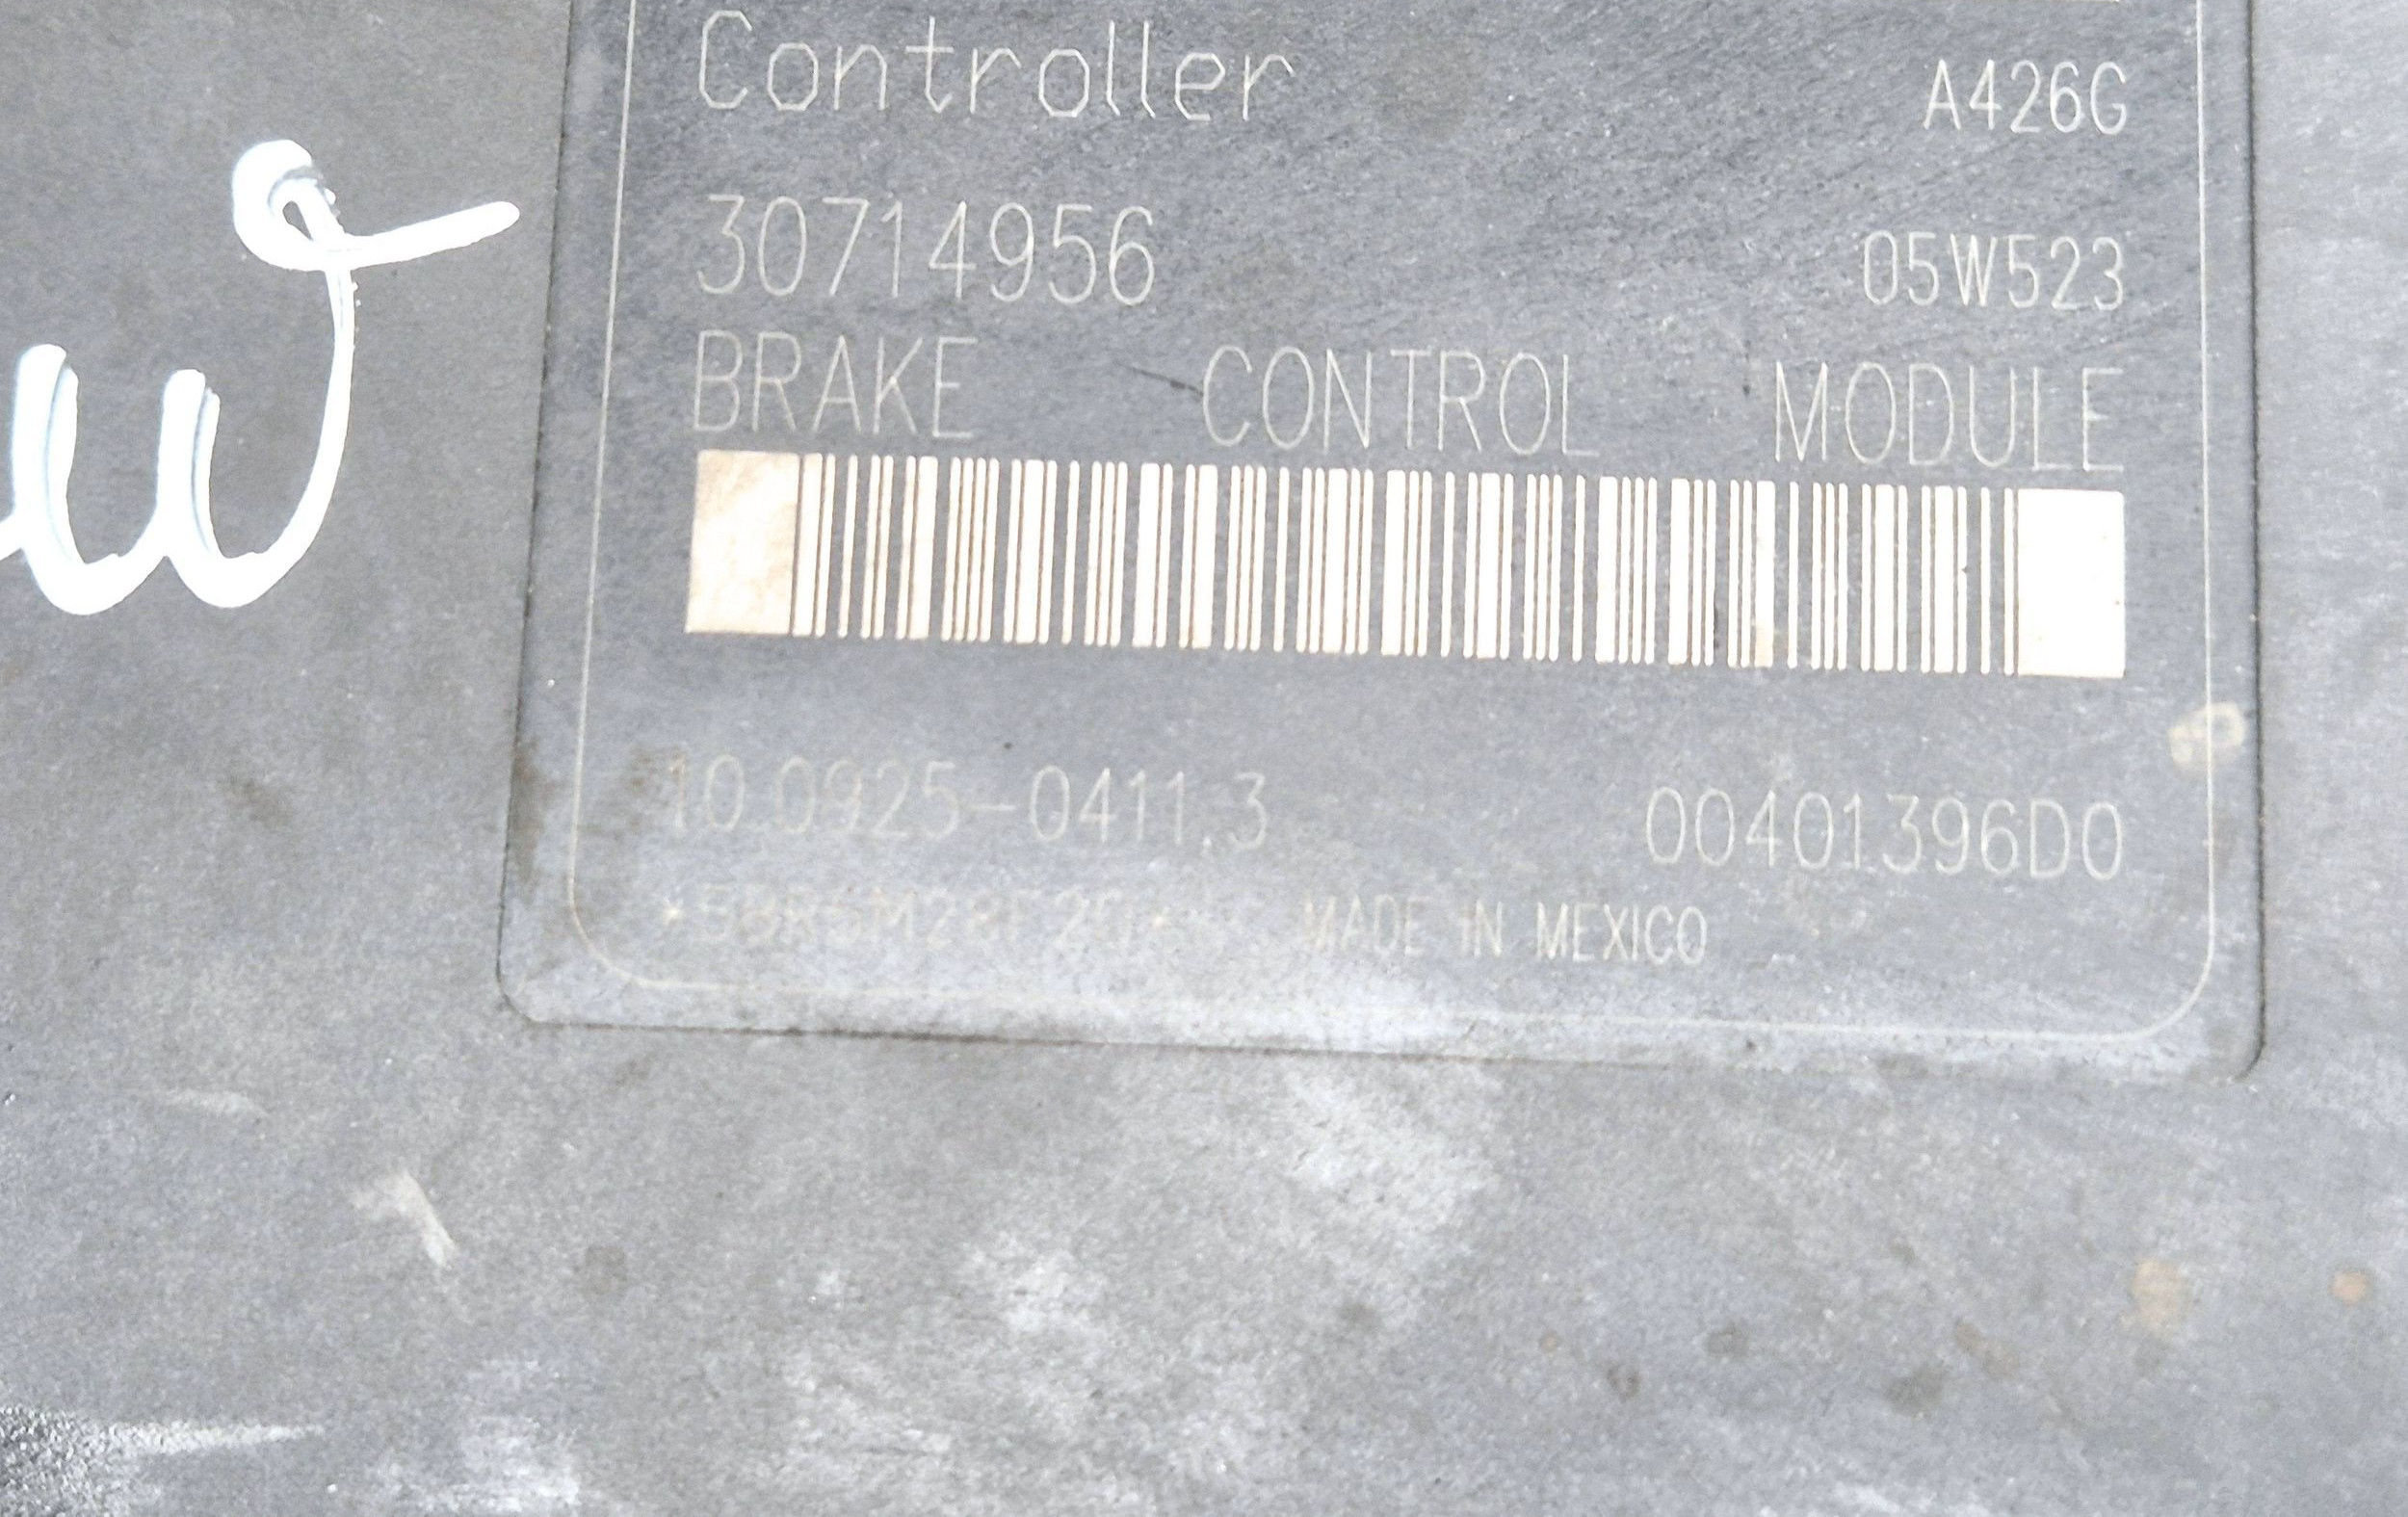 Controller A426G
30714956 05W523
BRAKE CONTROL MODULE
10.0925-0411.3 00401396D0
MADE IN MEXICO